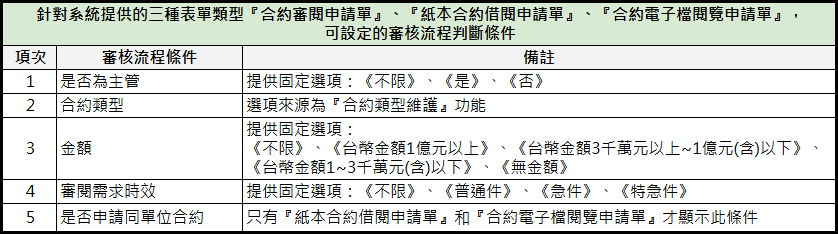 針對系統提供的三種表單類型『合約審閱申請單』、『紙本合約借閱申請單』、『合約電子檔閱覽申請單』，
可設定的審核流程判斷條件
項次 審核流程條件 備註
1 是否為主管 提供固定選項：《不限》、《是》、《否》
2 合約類型 選項來源為『合約類型維護』功能
3 金額 提供固定選項：
《不限》、《台幣金額1億元以上》、《台幣金額3千萬元以上~1億元(含)以下》、
《台幣金額1~3千萬元(含)以下》、《無金額》
4 審閱需求時效 提供固定選項：《不限》、《普通件》、《急件》、《特急件》
5 是否申請同單位合約 只有『紙本合約借閱申請單』和『合約電子檔閱覽申請單』才顯示此條件